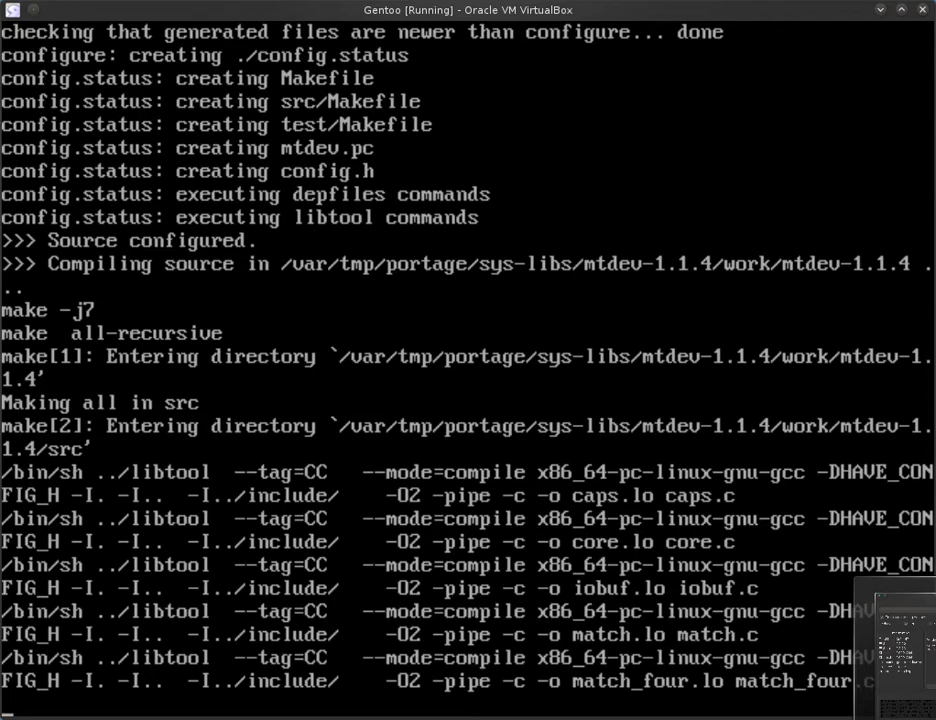 Gentoo [Running] - Oracle VM VirtualBox
checking that generated files are newer than configure... done
configure: creating ./config.status
config.status: creating Makefile
config.status: creating src/Makefile
config.status: creating test/Makefile
config.status: creating mtdev.pc
config.status: creating config.h
config.status: executing depfiles commands
config.status: executing libtool commands
>>> Source configured.
>>> Compiling source in /var/tmp/portage/sys-libs/mtdev-1.1.4/work/mtdev-1.1.4 .
..
make -j7
make  all-recursive
make[1]: Entering directory `/var/tmp/portage/sys-libs/mtdev-1.1.4/work/mtdev-1.
1.4'
Making all in src
make[2]: Entering directory `/var/tmp/portage/sys-libs/mtdev-1.1.4/work/mtdev-1.
1.4/src'
/bin/sh ../libtool  --tag=CC   --mode=compile x86_64-pc-linux-gnu-gcc -DHAVE_CON
FIG_H -I. -I..  -I../include/    -O2 -pipe -c -o caps.lo caps.c
/bin/sh ../libtool  --tag=CC   --mode=compile x86_64-pc-linux-gnu-gcc -DHAVE_CON
FIG_H -I. -I..  -I../include/    -O2 -pipe -c -o core.lo core.c
/bin/sh ../libtool  --tag=CC   --mode=compile x86_64-pc-linux-gnu-gcc -DHAVE_CON
FIG_H -I. -I..  -I../include/    -O2 -pipe -c -o iobuf.lo iobuf.c
/bin/sh ../libtool  --tag=CC   --mode=compile x86_64-pc-linux-gnu-gcc -DHAVE_CON
FIG_H -I. -I..  -I../include/    -O2 -pipe -c -o match.lo match.c
/bin/sh ../libtool  --tag=CC   --mode=compile x86_64-pc-linux-gnu-gcc -DHAVE
FIG_H -I. -I..  -I../include/    -O2 -pipe -c -o match_four.lo match_four.c